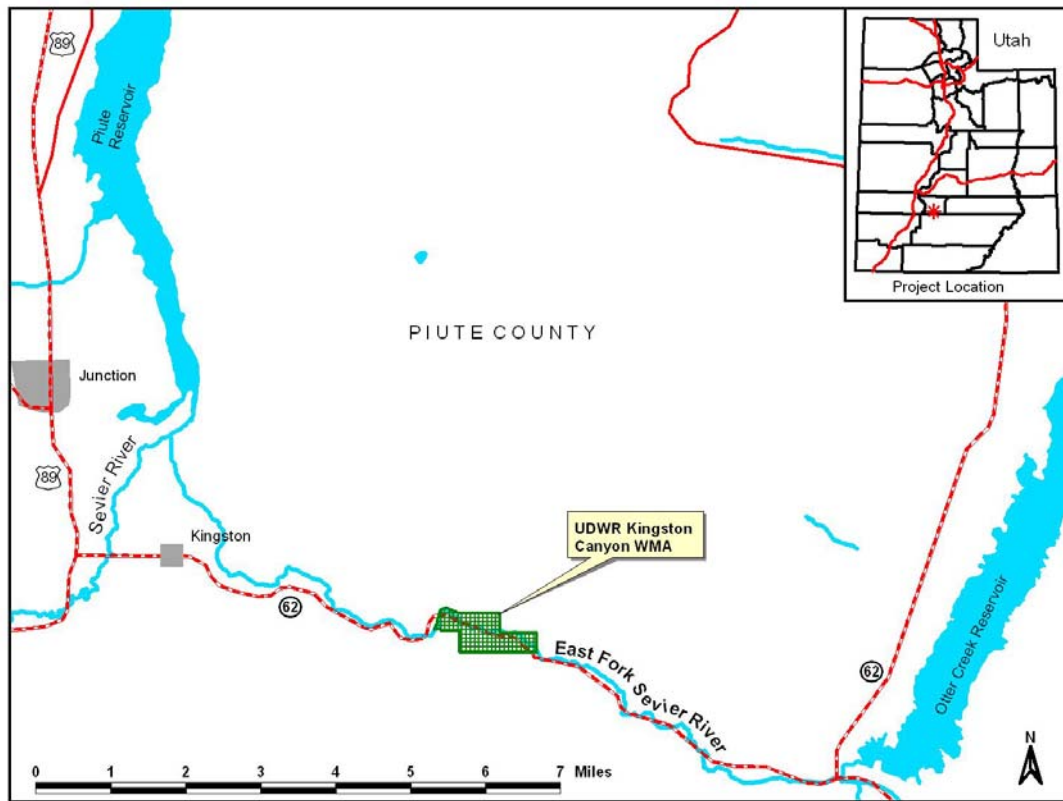 89
Piute
Reservoir
Utah
Project Location
PIUTE COUNTY
Junction
Sevier River
89
Kingston
UDWR Kingston
Canyon WMA
62
East Fork Sevier River
62
Otter Creek Reservoir
N
0 1 2 3 4 5 6 7 Miles